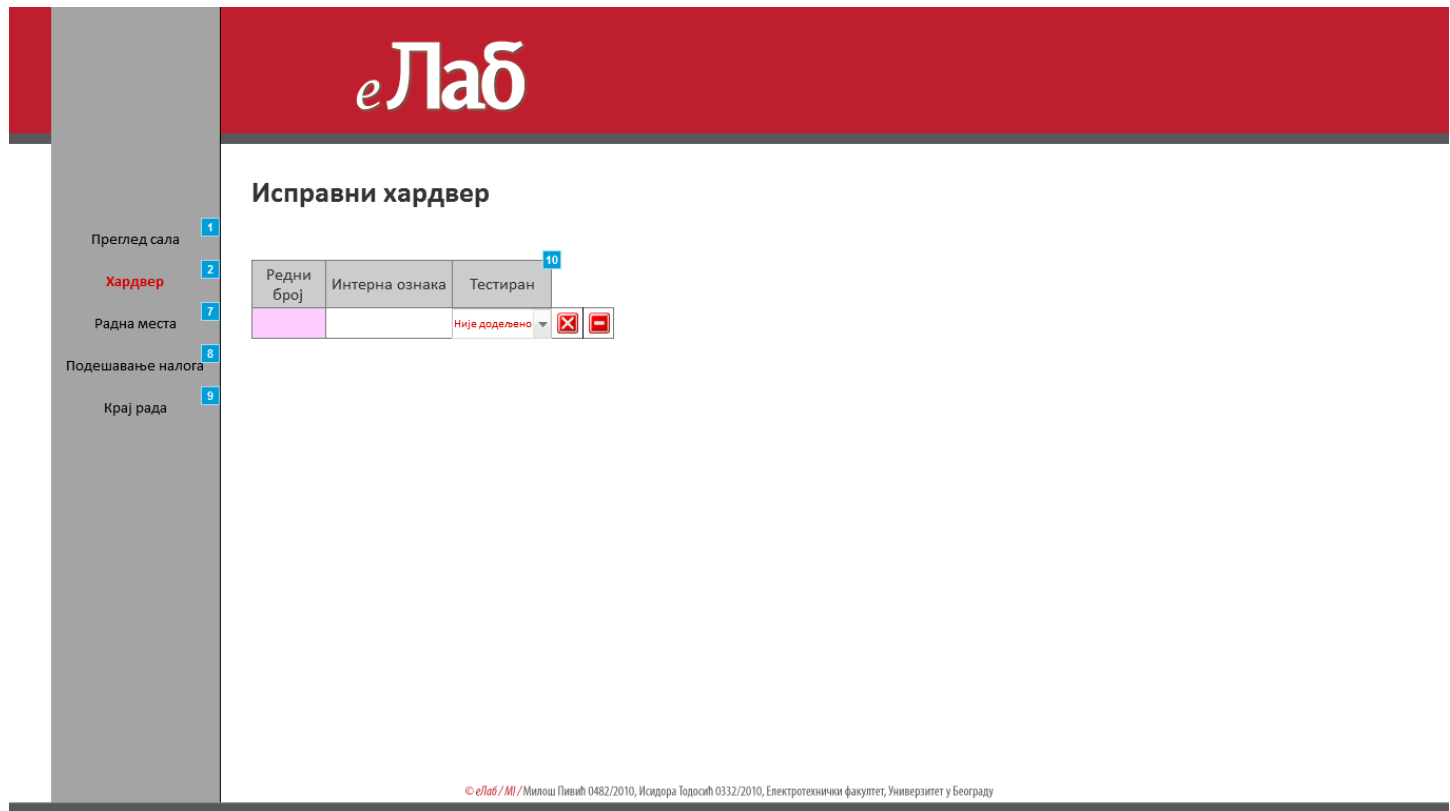 еЛаб
Исправни хардвер
1
Преглед сала
2
Хардвер
7
Радна места
8
Подешавање налога
9
Крај рада
10
Редни број
Интерна ознака
Тестиран
Није додељено
© еЛаб / МI / Милош Пивић 0482/2010, Исидора Тодосић 0332/2010, Електротехнички факултет, Универзитет у Београду